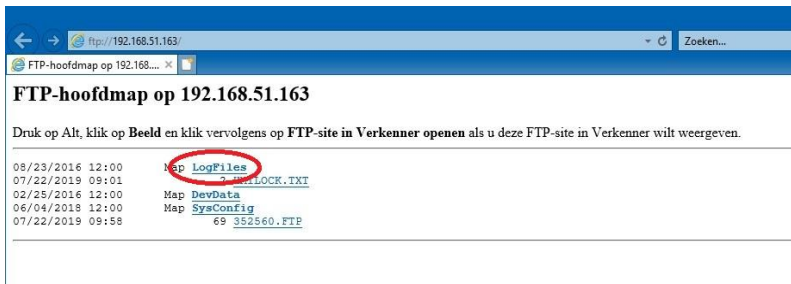 ftp://192.168.51.163/
Zoeken...
FTP-hoofdmap op 192.168....
FTP-hoofdmap op 192.168.51.163
Druk op Alt, klik op Beeld en klik vervolgens op FTP-site in Verkenner openen als u deze FTP-site in Verkenner wilt weergeven.
08/23/2016 12:00 Map LogFiles
07/22/2019 09:01 2
02/25/2016 12:00 Map DevData
06/04/2018 12:00 Map SysConfig
07/22/2019 09:58 69 352560.FTP